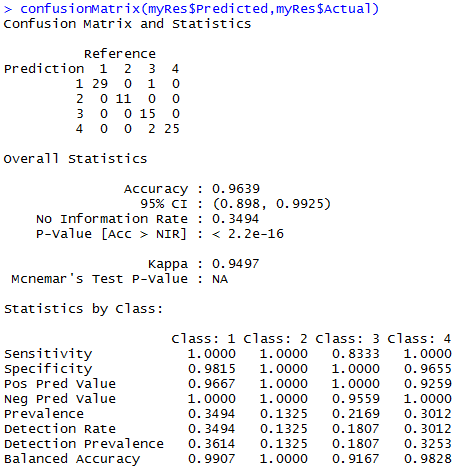 > confusionMatrix(myRes$Predicted,myRes$Actual)
Confusion Matrix and Statistics
Reference
Prediction 1 2 3 4
1 29 0 1 0
2 0 11 0 0
3 0 0 15 0
4 0 0 2 25
Overall Statistics
Accuracy : 0.9639
95% CI : (0.898, 0.9925)
No Information Rate : 0.3494
P-Value [Acc > NIR] : < 2.2e-16
Kappa : 0.9497
Mcnemar's Test P-Value : NA
Statistics by Class:
Class: 1 Class: 2 Class: 3 Class: 4
Sensitivity 1.0000 1.0000 0.8333 1.0000
Specificity 0.9815 1.0000 1.0000 0.9655
Pos Pred Value 0.9667 1.0000 1.0000 0.9259
Neg Pred Value 1.0000 1.0000 0.9559 1.0000
Prevalence 0.3494 0.1325 0.2169 0.3012
Detection Rate 0.3494 0.1325 0.1807 0.3012
Detection Prevalence 0.3614 0.1325 0.1807 0.3253
Balanced Accuracy 0.9907 1.0000 0.9167 0.9828